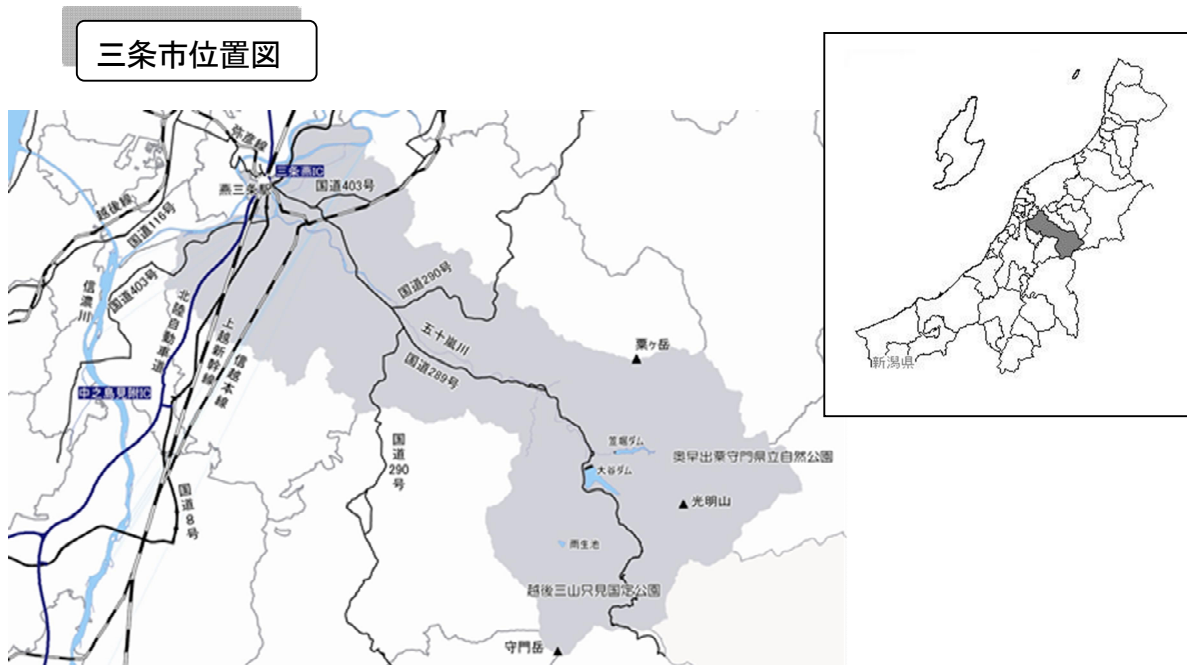 三条市位置図
弥彦線
三条燕IC
燕三条駅
国道403号
越後線
国道116号
国道403号
信濃川
北陸自動車道
上越新幹線
信越本線
国道290号
五十嵐川
国道289号
粟ヶ岳
中之島見附IC
国道290号
国道8号
笠堀ダム
大谷ダム
奥早出粟守門県立自然公園
光明山
雨生池
越後三山只見国定公園
守門岳
新潟県